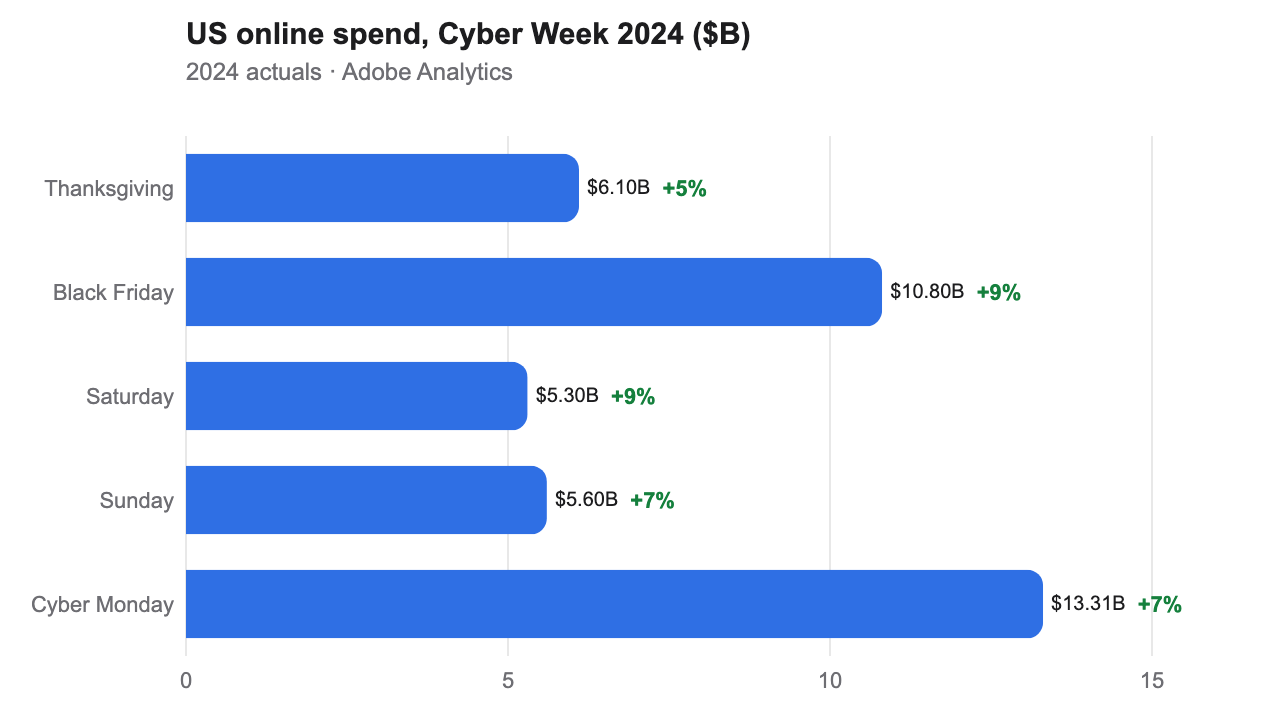 US online spend, Cyber Week 2024 ($B)
2024 actuals · Adobe Analytics
Thanksgiving $6.10B +5%
Black Friday $10.80B +9%
Saturday $5.30B +9%
Sunday $5.60B +7%
Cyber Monday $13.31B +7%
0 5 10 15